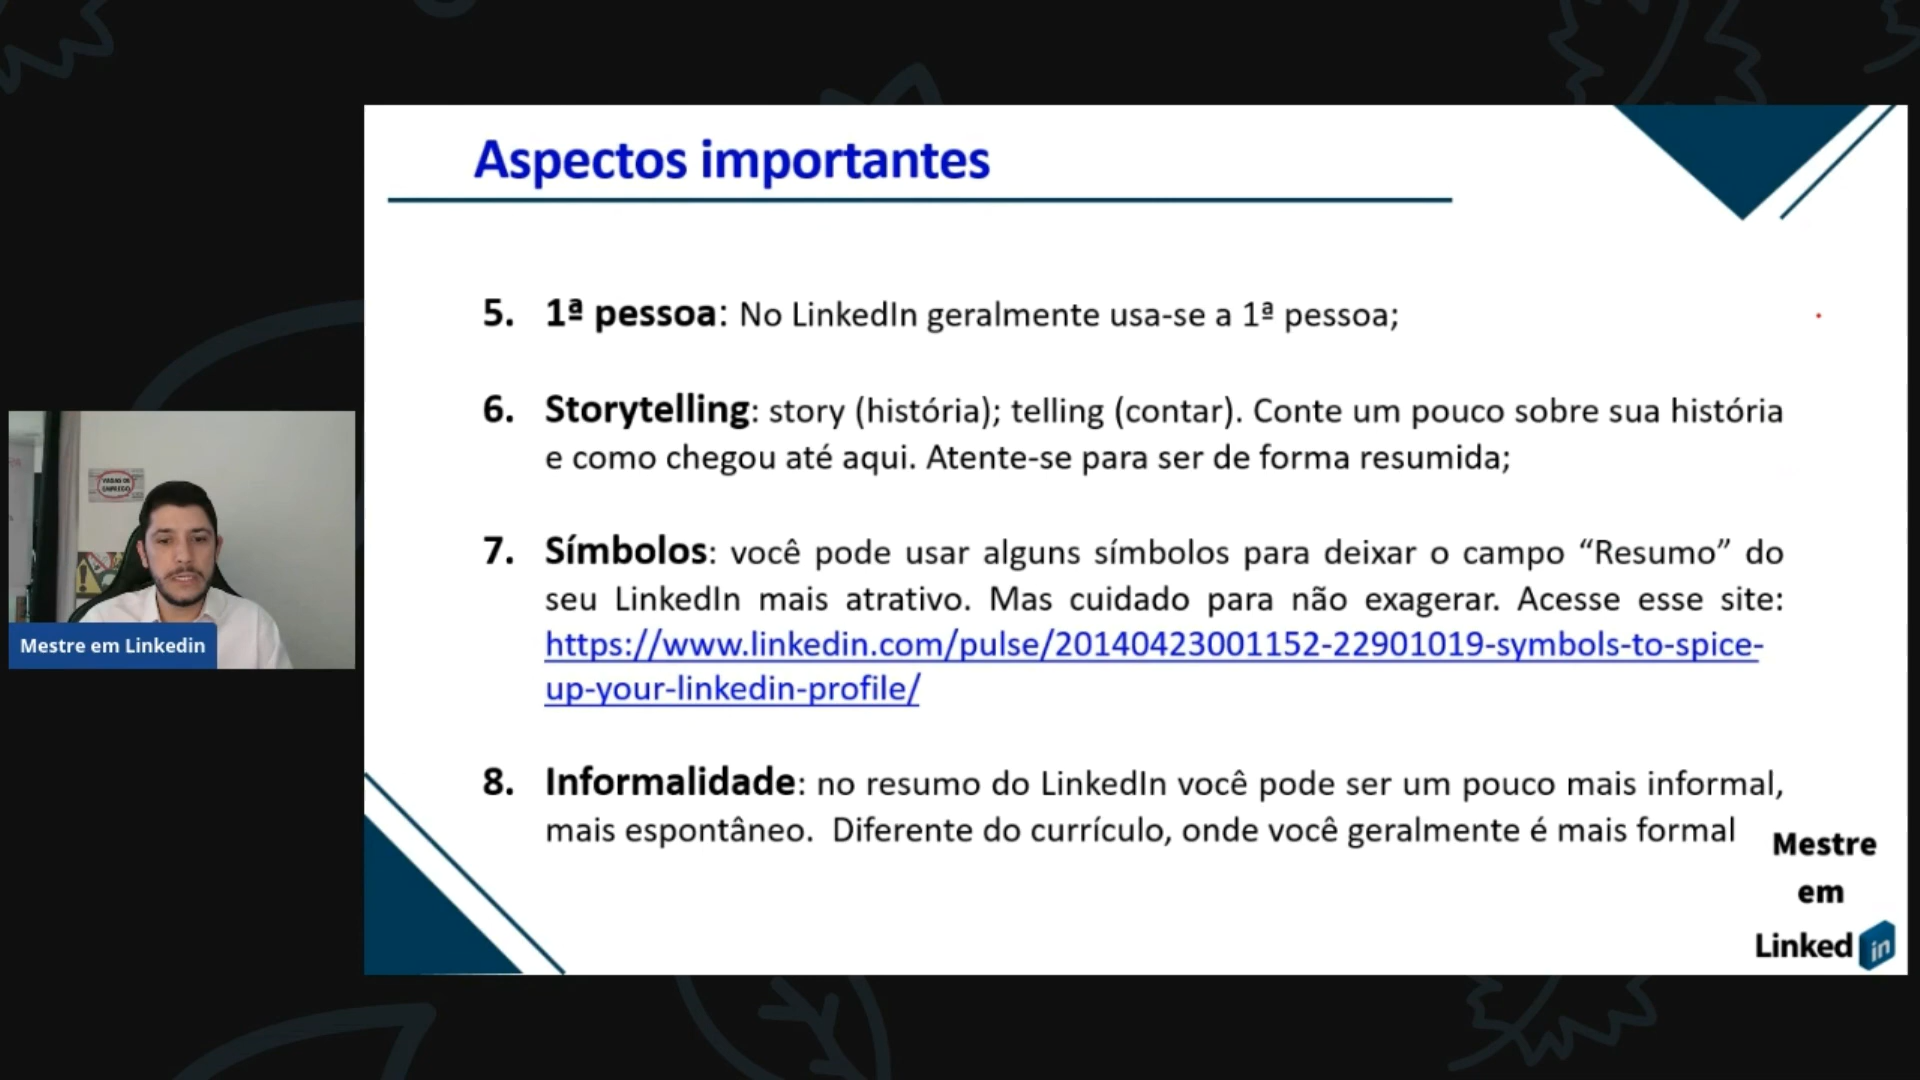 Aspectos importantes
5. 1ª pessoa: No LinkedIn geralmente usa-se a 1ª pessoa;
6. Storytelling: story (história); telling (contar). Conte um pouco sobre sua história
e como chegou até aqui. Atente-se para ser de forma resumida;
7. Símbolos: você pode usar alguns símbolos para deixar o campo “Resumo” do
seu LinkedIn mais atrativo. Mas cuidado para não exagerar. Acesse esse site:
https://www.linkedin.com/pulse/20140423001152-22901019-symbols-to-spice-
up-your-linkedin-profile/
8. Informalidade: no resumo do LinkedIn você pode ser um pouco mais informal,
mais espontâneo. Diferente do currículo, onde você geralmente é mais formal
Mestre
em
Linked in
VAGAS DE
EMPREGO
Mestre em Linkedin